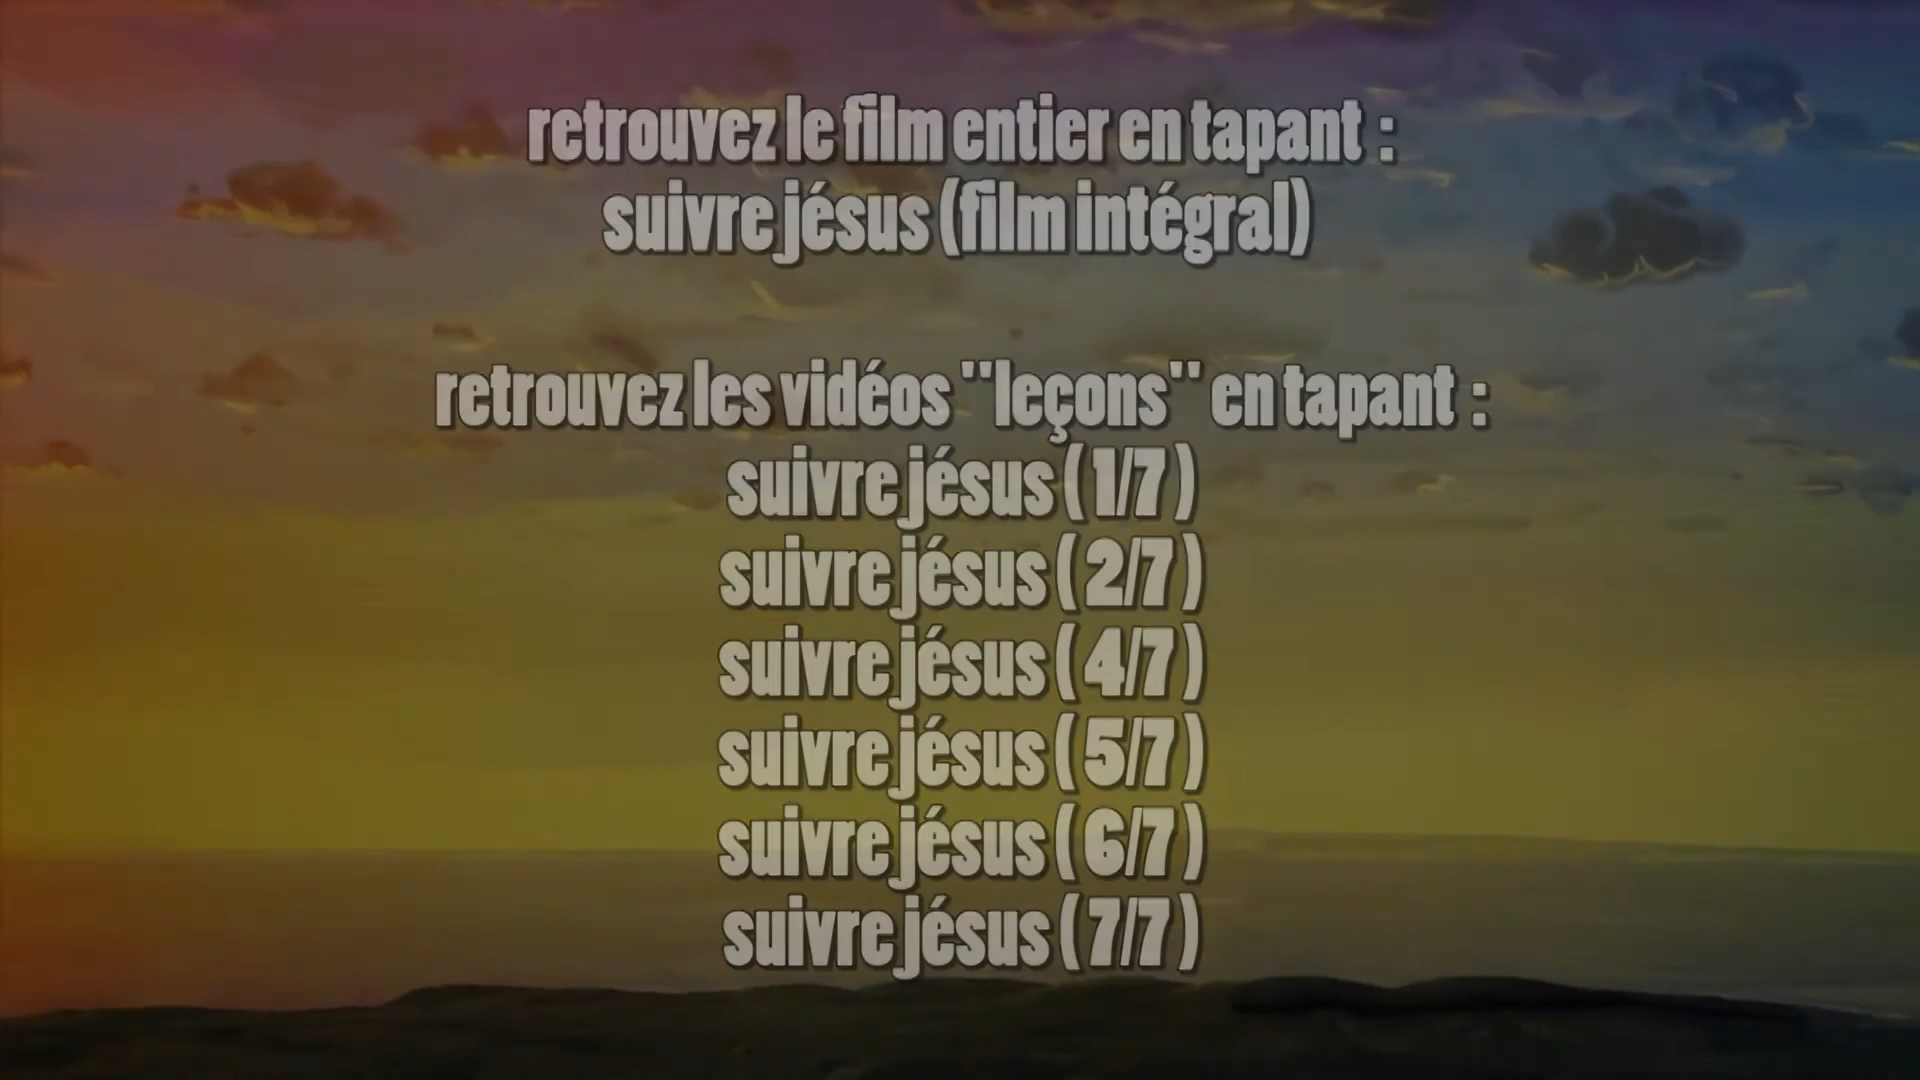 retrouvez le film entier en tapant :
suivre jésus (film intégral)
retrouvez les vidéos "leçons" en tapant :
suivre jésus ( 1/7 )
suivre jésus ( 2/7 )
suivre jésus ( 4/7 )
suivre jésus ( 5/7 )
suivre jésus ( 6/7 )
suivre jésus ( 7/7 )